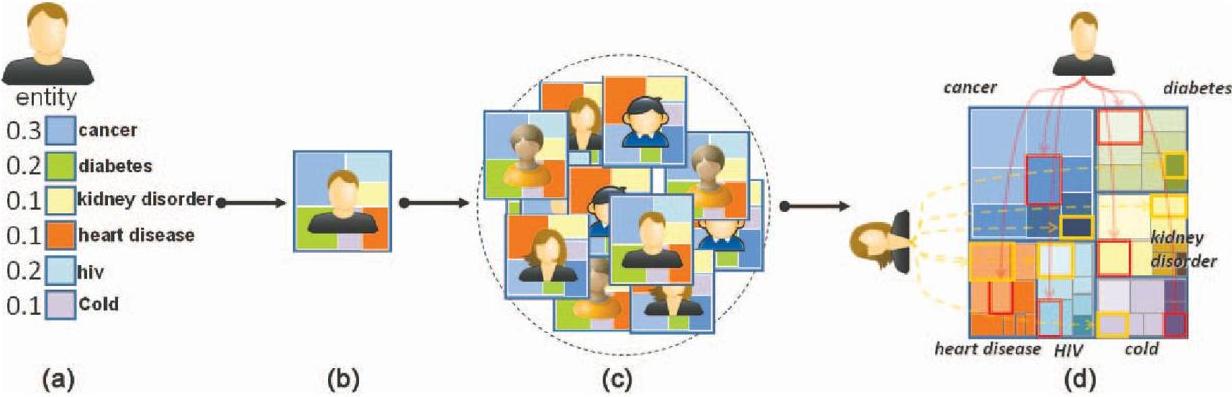 entity
0.3 cancer
0.2 diabetes
0.1 kidney disorder
0.1 heart disease
0.2 hiv
0.1 Cold
cancer
diabetes
kidney
disorder
heart disease
HIV
cold
(a)
(b)
(c)
(d)